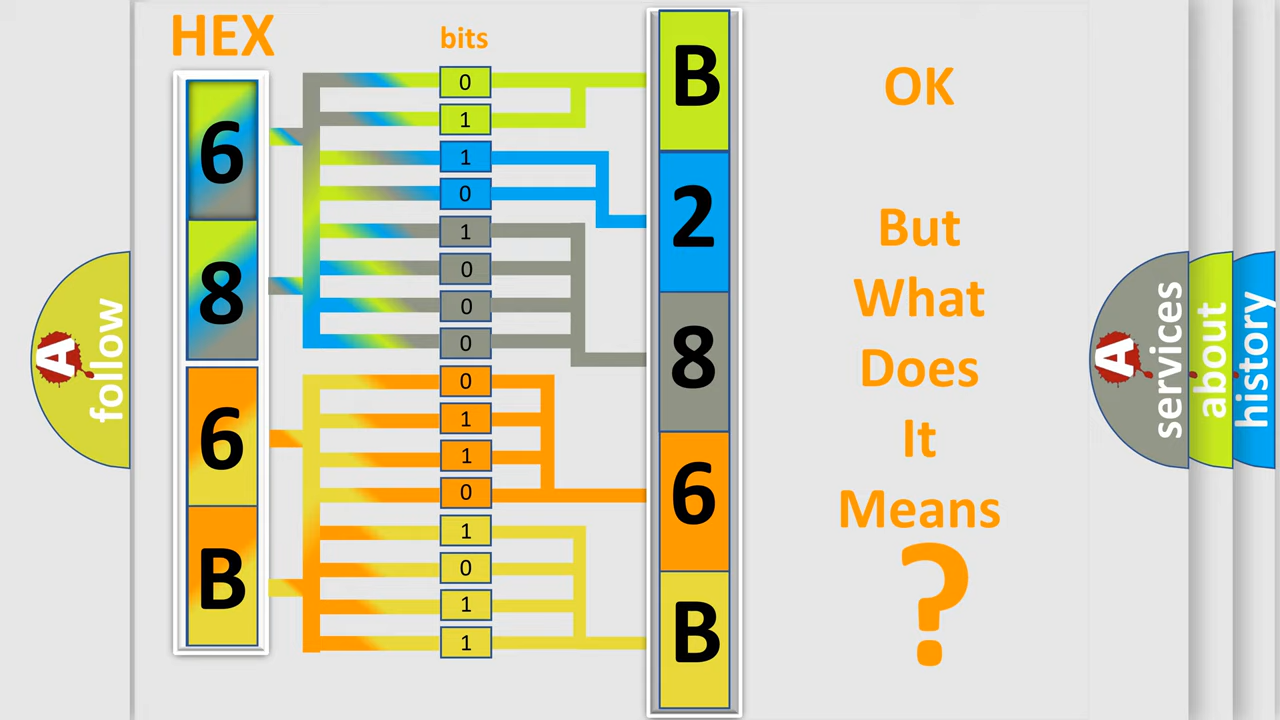 HEX
bits
6
8
6
B
0
1
1
0
1
0
0
0
0
1
1
0
1
0
1
1
B
2
8
6
B
OK
But
What
Does
It
Means
?
A
follow
A
services
about
history